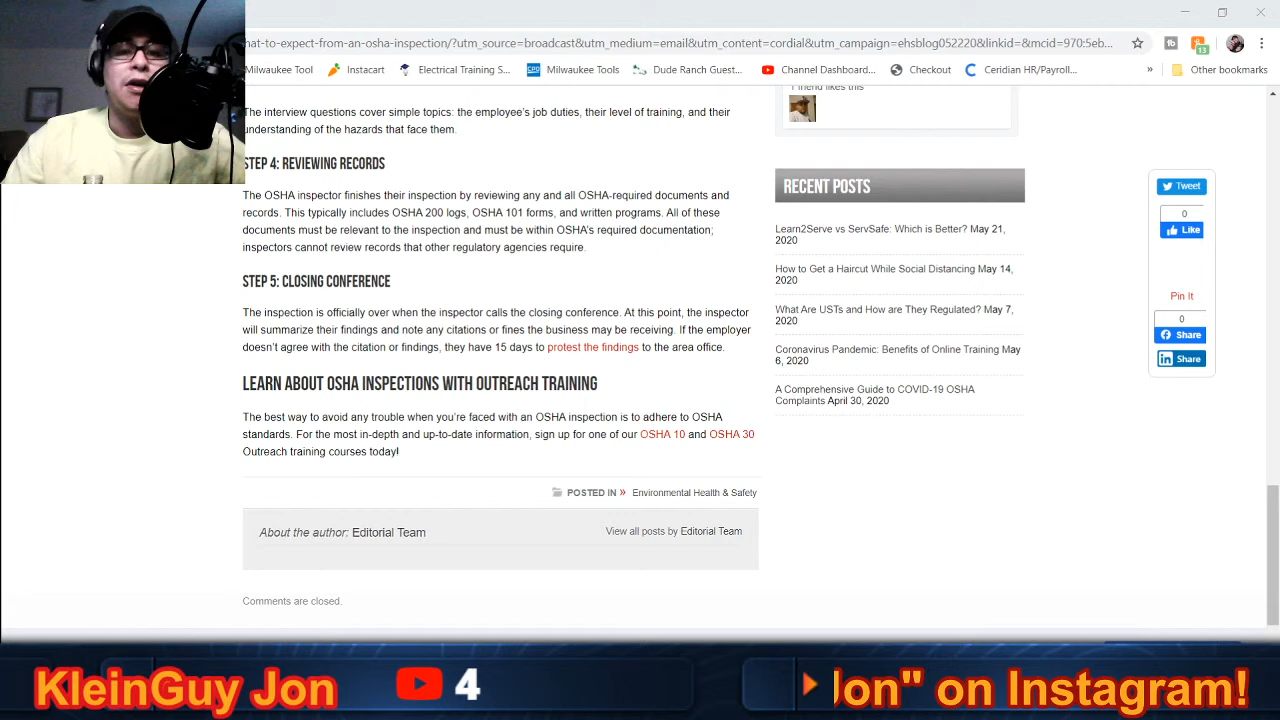 hat-to-expect-from-an-osha-inspection/?utm_source=broadcast&utm_medium=email&utm_content=cordial&utm_campaign=ehsblog052220&linkid=&mcid=970:5eb...
13
Milwaukee Tool
Instacart
Electrical Training S...
CPO
Milwaukee Tools
Dude Ranch Guest...
Channel Dashboard...
Checkout
Ceridian HR/Payroll...
»
Other bookmarks
The interview questions cover simple topics: the employee's job duties, their level of training, and their
understanding of the hazards that face them.
STEP 4: REVIEWING RECORDS
The OSHA inspector finishes their inspection by reviewing any and all OSHA-required documents and
records. This typically includes OSHA 200 logs, OSHA 101 forms, and written programs. All of these
documents must be relevant to the inspection and must be within OSHA's required documentation;
inspectors cannot review records that other regulatory agencies require.
STEP 5: CLOSING CONFERENCE
The inspection is officially over when the inspector calls the closing conference. At this point, the inspector
will summarize their findings and note any citations or fines the business may be receiving. If the employer
doesn't agree with the citation or findings, they have 15 days to protest the findings to the area office.
LEARN ABOUT OSHA INSPECTIONS WITH OUTREACH TRAINING
The best way to avoid any trouble when you're faced with an OSHA inspection is to adhere to OSHA
standards. For the most in-depth and up-to-date information, sign up for one of our OSHA 10 and OSHA 30
Outreach training courses today!
POSTED IN » Environmental Health & Safety
About the author: Editorial Team
View all posts by Editorial Team
Comments are closed.
1 friend likes this
RECENT POSTS
Learn2Serve vs ServSafe: Which is Better? May 21,
2020
How to Get a Haircut While Social Distancing May 14,
2020
What Are USTs and How are They Regulated? May 7,
2020
Coronavirus Pandemic: Benefits of Online Training May
6, 2020
A Comprehensive Guide to COVID-19 OSHA
Complaints April 30, 2020
Tweet
0
Like
Pin It
0
Share
Share
KleinGuy Jon
4
Jon" on Instagram!